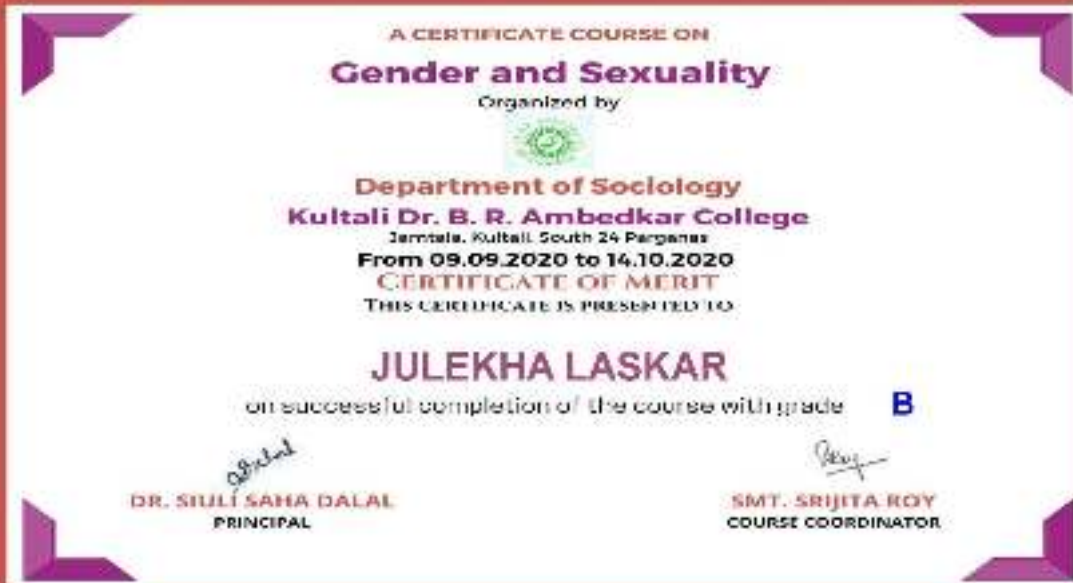 A CERTIFICATE COURSE ON
Gender and Sexuality
Organized by
Department of Sociology
Kultali Dr. B. R. Ambedkar College
Jamtala, Kultali, South 24 Parganas
From 09.09.2020 to 14.10.2020
CERTIFICATE OF MERIT
THIS CERTIFICATE IS PRESENTED TO
JULEKHA LASKAR
on successful completion of the course with grade B
DR. SIULI SAHA DALAL
PRINCIPAL
SMT. SRIJITA ROY
COURSE COORDINATOR